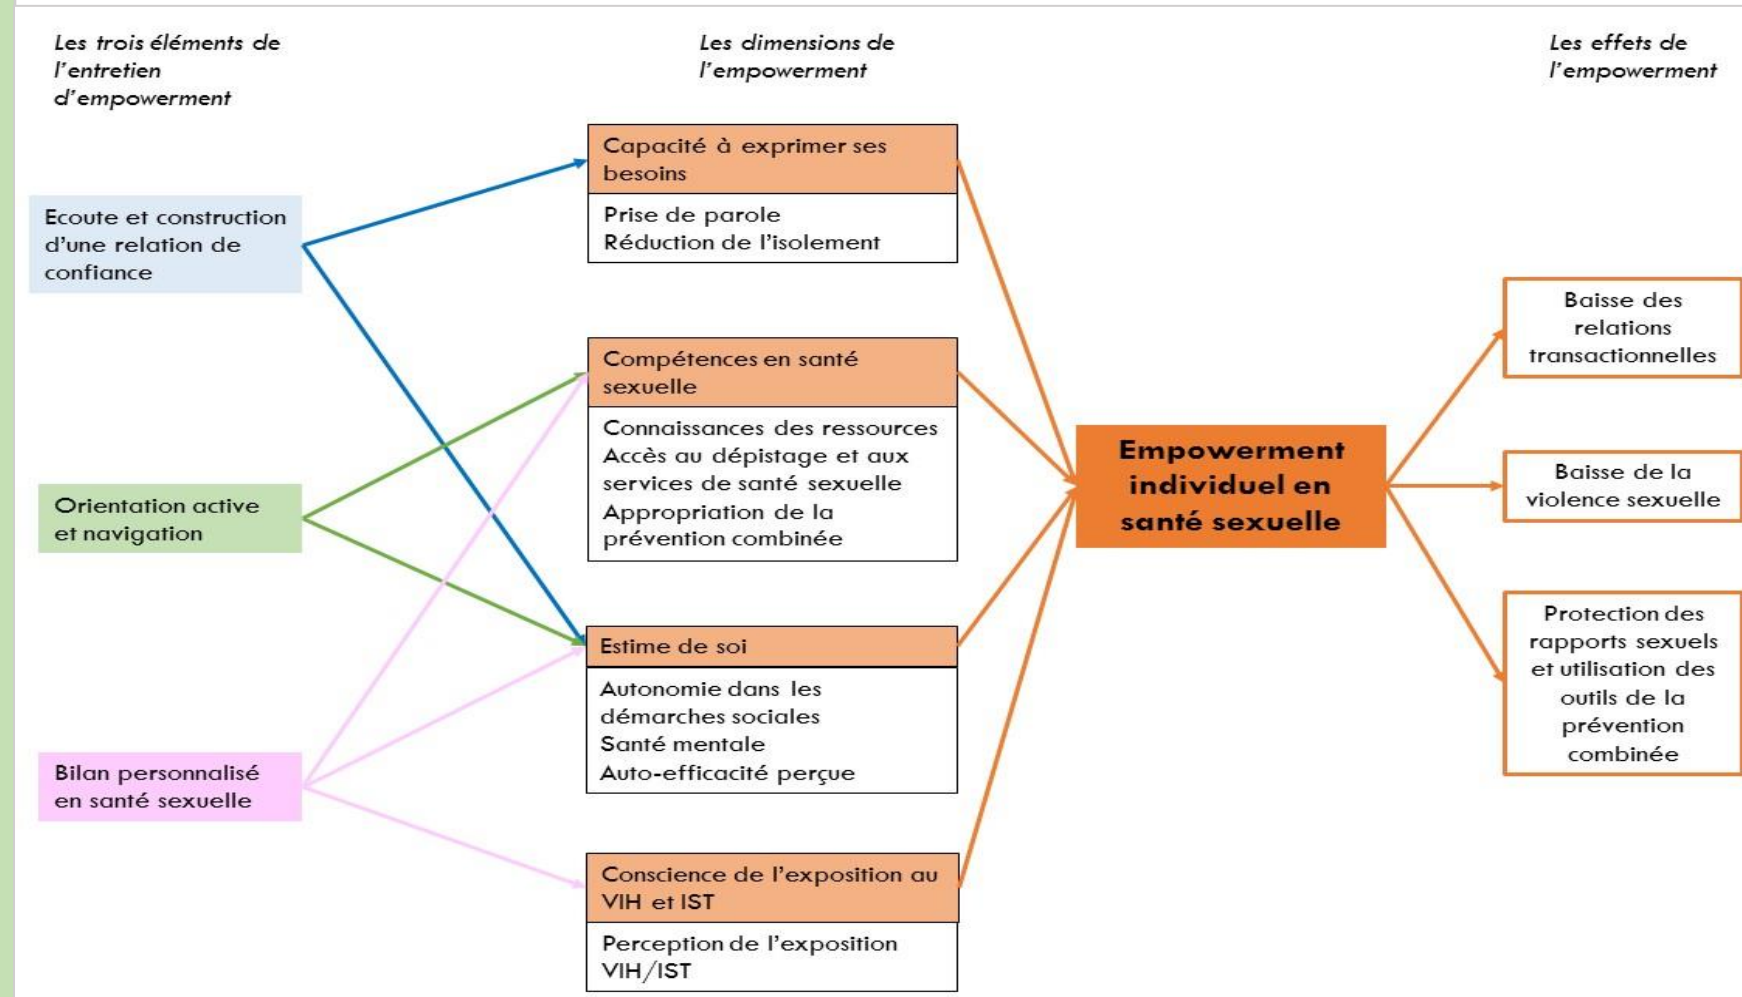 Les trois éléments de
l'entretien
d'empowerment
Les dimensions de
l'empowerment
Les effets de
l'empowerment
Ecoute et construction
d'une relation de
confiance
Orientation active
et navigation
Bilan personnalisé
en santé sexuelle
Capacité à exprimer ses
besoins
Prise de parole
Réduction de l'isolement
Compétences en santé
sexuelle
Connaissances des ressources
Accès au dépistage et aux
services de santé sexuelle
Appropriation de la
prévention combinée
Estime de soi
Autonomie dans les
démarches sociales
Santé mentale
Auto-efficacité perçue
Conscience de l'exposition au
VIH et IST
Perception de l'exposition
VIH/IST
Empowerment
individuel en
santé sexuelle
Baisse des
relations
transactionnelles
Baisse de la
violence sexuelle
Protection des
rapports sexuels
et utilisation des
outils de la
prévention
combinée